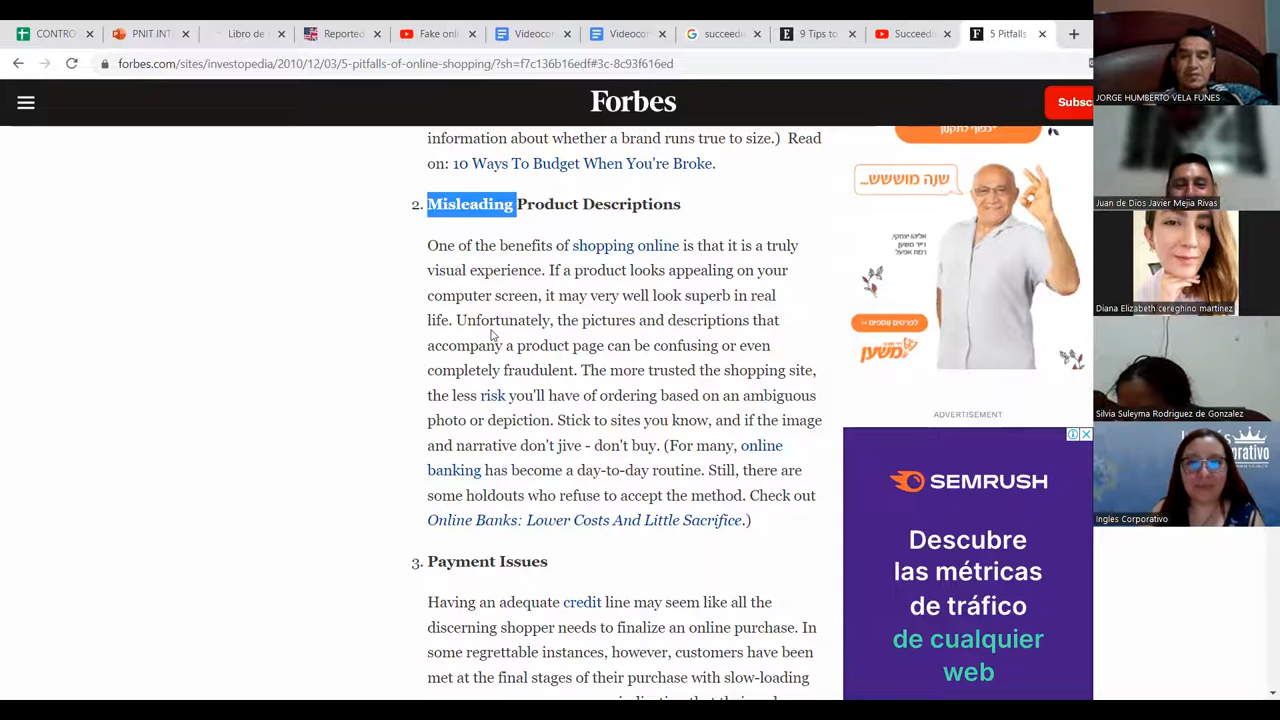 CONTRO
PNIT INT
Libro de
Reported
Fake onl
Videocor
Videocor
succeedi
9 Tips to
Succeedi
5 Pitfalls
forbes.com/sites/investopedia/2010/12/03/5-pitfalls-of-online-shopping/?sh=f7c136b16edf#3c-8c93f616ed
Forbes
Subsc
information about whether a brand runs true to size.) Read
on: 10 Ways To Budget When You're Broke.
2. Misleading Product Descriptions
One of the benefits of shopping online is that it is a truly
visual experience. If a product looks appealing on your
computer screen, it may very well look superb in real
life. Unfortunately, the pictures and descriptions that
accompany a product page can be confusing or even
completely fraudulent. The more trusted the shopping site,
the less risk you'll have of ordering based on an ambiguous
photo or depiction. Stick to sites you know, and if the image
and narrative don't jive - don't buy. (For many, online
banking has become a day-to-day routine. Still, there are
some holdouts who refuse to accept the method. Check out
Online Banks: Lower Costs And Little Sacrifice.)
3. Payment Issues
Having an adequate credit line may seem like all the
discerning shopper needs to finalize an online purchase. In
some regrettable instances, however, customers have been
met at the final stages of their purchase with slow-loading
לפרטים נוספים >>
שנה מוששש...
משען
ADVERTISEMENT
SEMRUSH
Descubre
las métricas
de tráfico
de cualquier
web
JORGE HUMBERTO VELA FUNES
Juan de Dios Javier Mejia Rivas
Diana Elizabeth cereghino martinez
Silvia Suleyma Rodriguez de Gonzalez
Ingles Corporativo